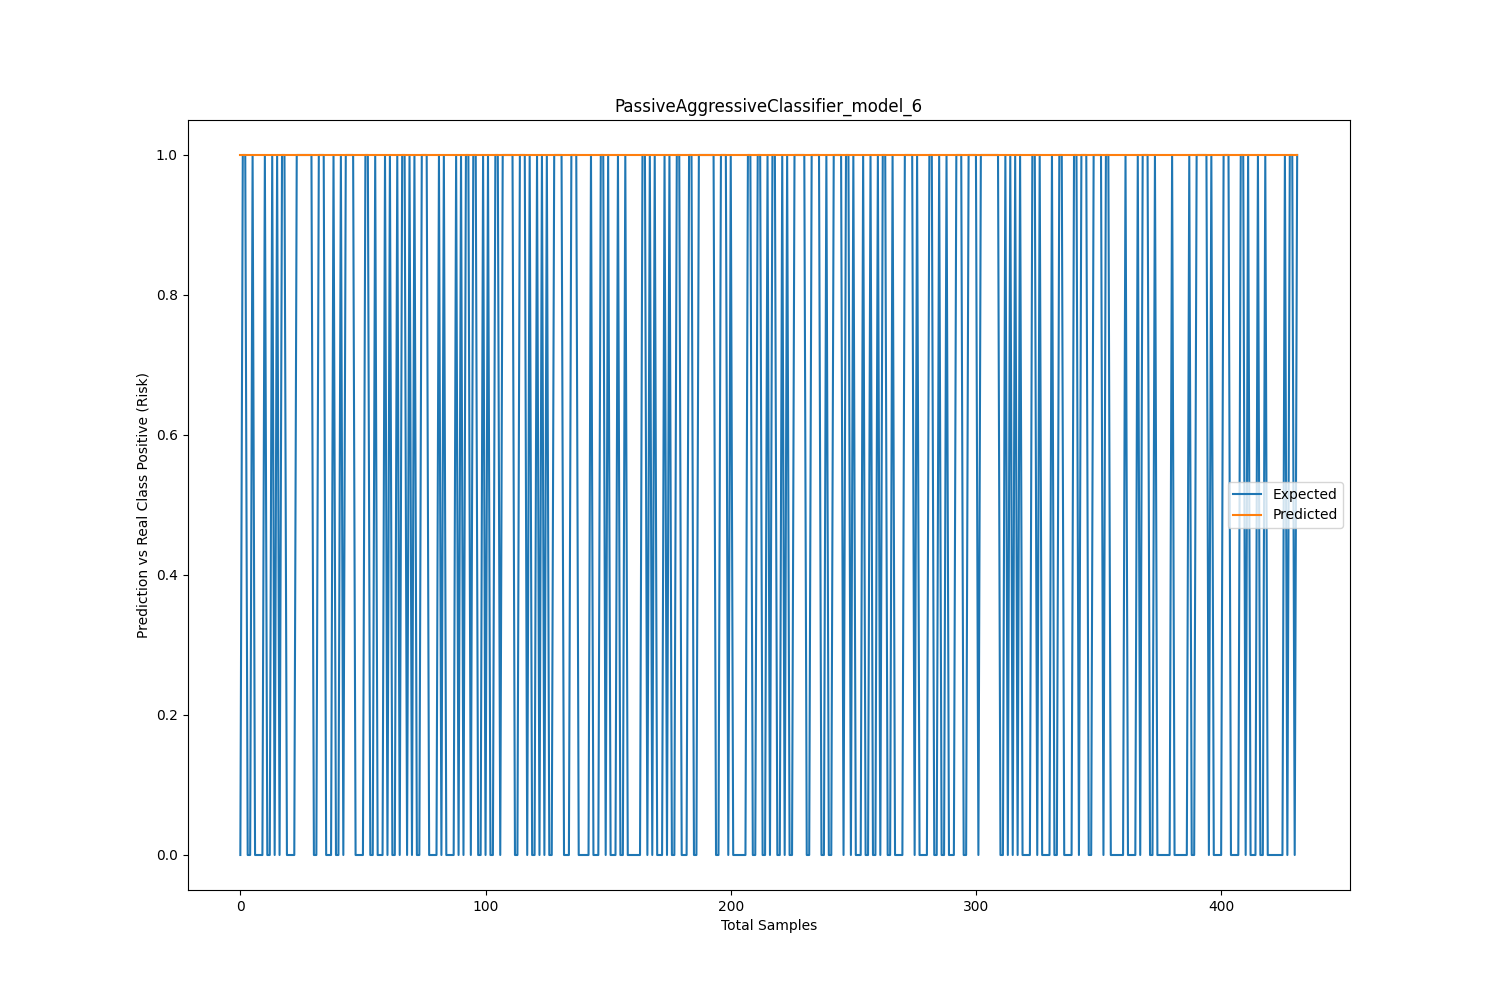 PassiveAggressiveClassifier_model_6
1.0
0.8
0.6
0.4
0.2
0.0
Prediction vs Real Class Positive (Risk)
Expected
Predicted
0
100
200
300
400
Total Samples